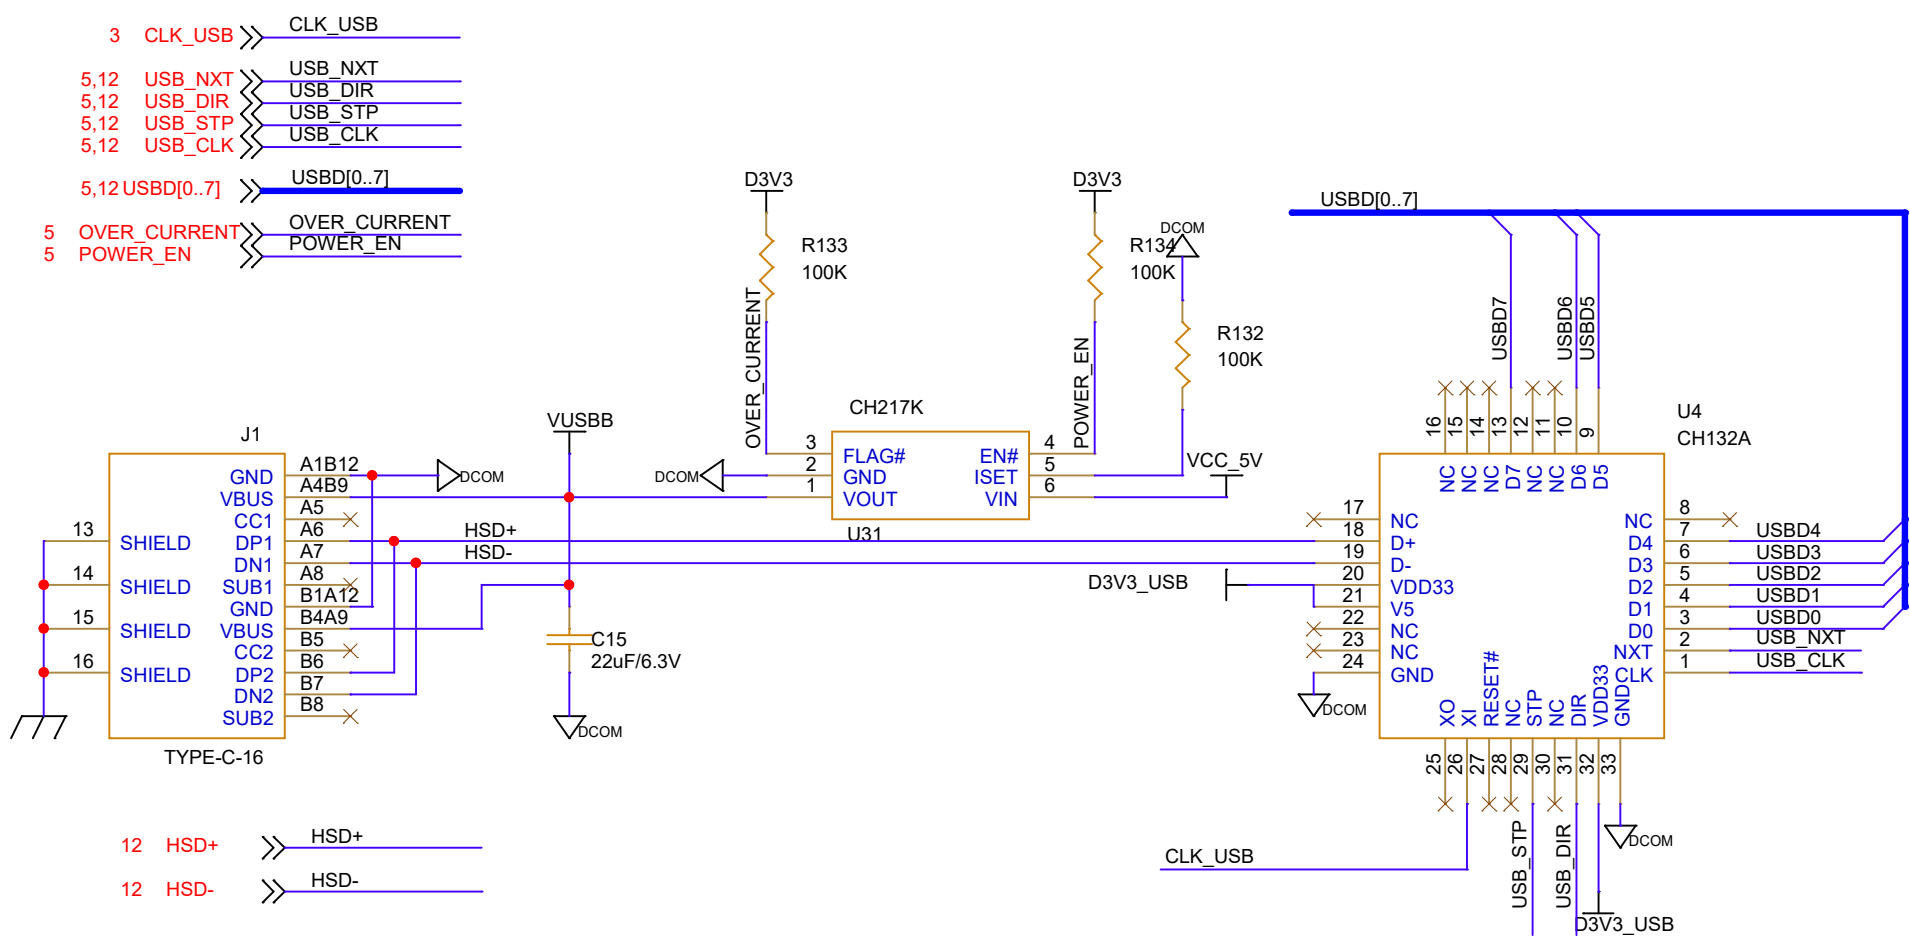 3 CLK_USB CLK_USB
5,12 USB_NXT USB_NXT
5,12 USB_DIR USB_DIR
5,12 USB_STP USB_STP
5,12 USB_CLK USB_CLK
5,12 USBD[0..7] USBD[0..7]
5 OVER_CURRENT OVER_CURRENT
5 POWER_EN POWER_EN
J1
GND A1B12
VBUS A4B9
CC1 A5
DP1 A6
DN1 A7
SUB1 A8
GND B1A12
VBUS B4A9
CC2 B5
DP2 B6
DN2 B7
SUB2 B8
13 SHIELD
14 SHIELD
15 SHIELD
16 SHIELD
TYPE-C-16
DCOM
HSD+
HSD-
VUSBB
C15
22uF/6.3V
DCOM
D3V3
R133
100K
OVER_CURRENT
D3V3
R134
100K
POWER_EN
DCOM
R132
100K
CH217K
3 FLAG#
2 GND
1 VOUT
EN# 4
ISET 5
VIN 6
U31
DCOM
VCC_5V
D3V3_USB
USBD[0..7]
USBD7
USBD6
USBD5
U4
CH132A
16 NC
15 NC
14 NC
13 D7
12 NC
11 NC
10 D6
9 D5
17 NC
18 D+
19 D-
20 VDD33
21 V5
22 NC
23 NC
24 GND
DCOM
NC 8
D4 7 USBD4
D3 6 USBD3
D2 5 USBD2
D1 4 USBD1
D0 3 USBD0
NXT 2 USB_NXT
CLK 1 USB_CLK
XO 25
XI 26
RESET# 27
NC 28
STP 29
NC 30
DIR 31
VDD33 32
GND 33
CLK_USB
USB_STP
USB_DIR
DCOM
D3V3_USB
12 HSD+ HSD+
12 HSD- HSD-